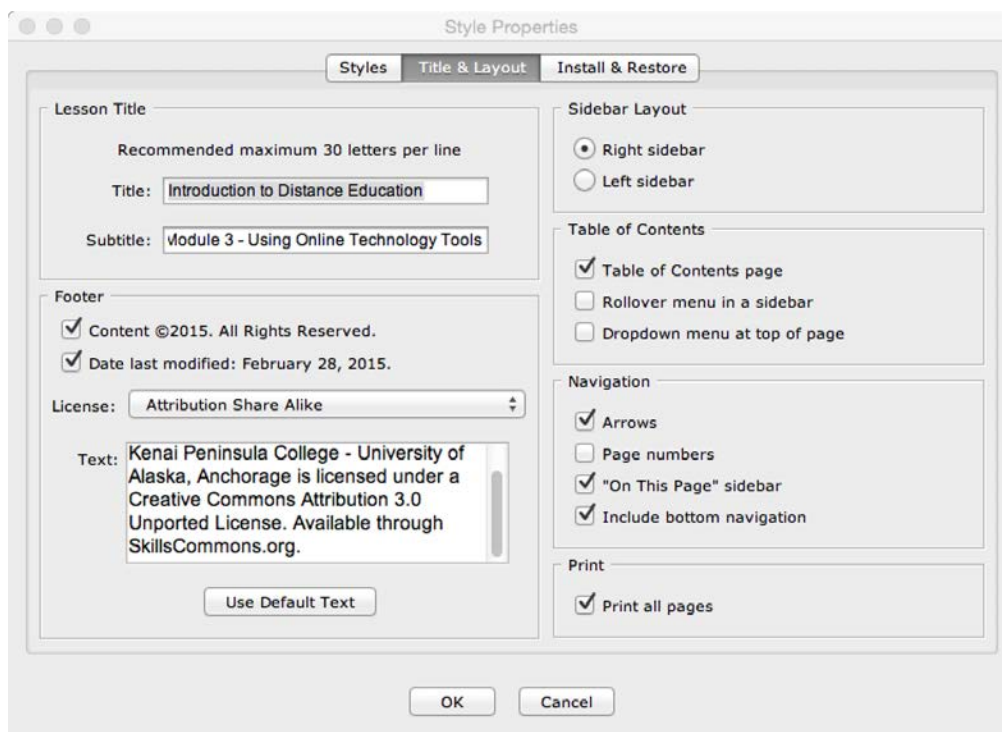 Style Properties
Styles Title & Layout Install & Restore
Lesson Title
Recommended maximum 30 letters per line
Title: Introduction to Distance Education
Subtitle: Module 3 - Using Online Technology Tools
Footer
Content ©2015. All Rights Reserved.
Date last modified: February 28, 2015.
License: Attribution Share Alike
Text: Kenai Peninsula College - University of
Alaska, Anchorage is licensed under a
Creative Commons Attribution 3.0
Unported License. Available through
SkillsCommons.org.
Use Default Text
Sidebar Layout
Right sidebar
Left sidebar
Table of Contents
Table of Contents page
Rollover menu in a sidebar
Dropdown menu at top of page
Navigation
Arrows
Page numbers
"On This Page" sidebar
Include bottom navigation
Print
Print all pages
OK Cancel